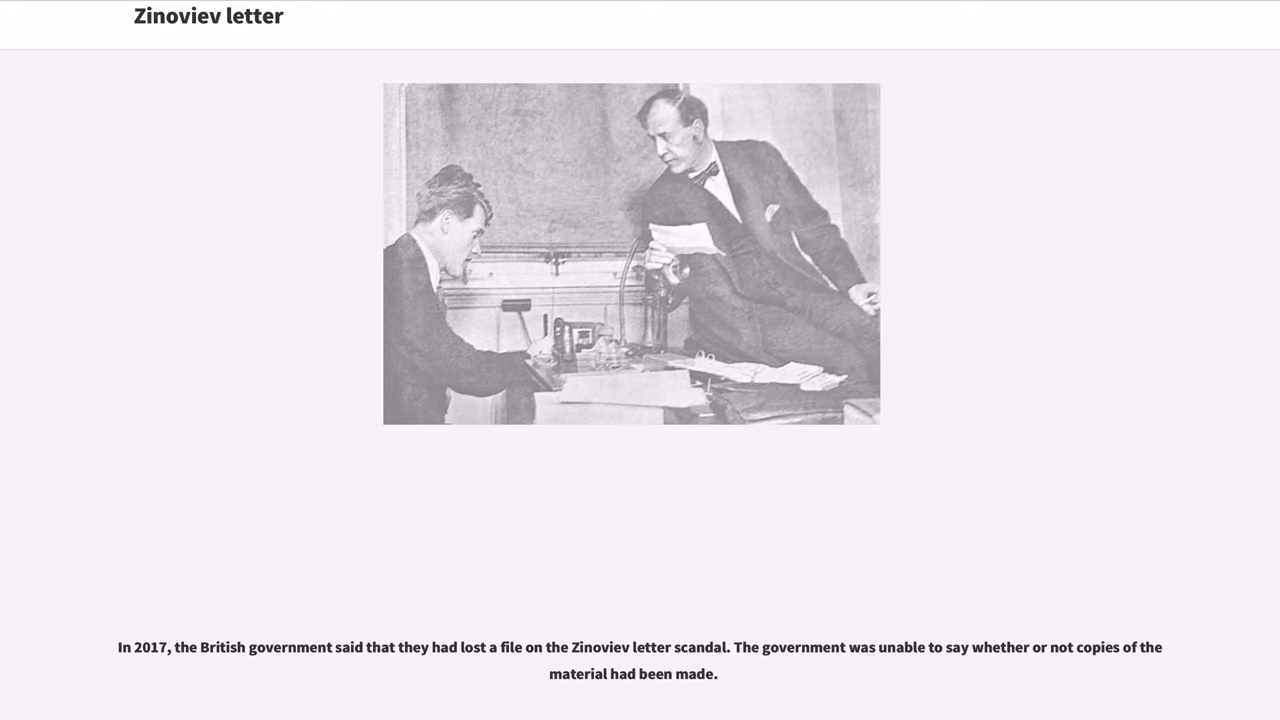 Zinoviev letter
In 2017, the British government said that they had lost a file on the Zinoviev letter scandal. The government was unable to say whether or not copies of the
material had been made.